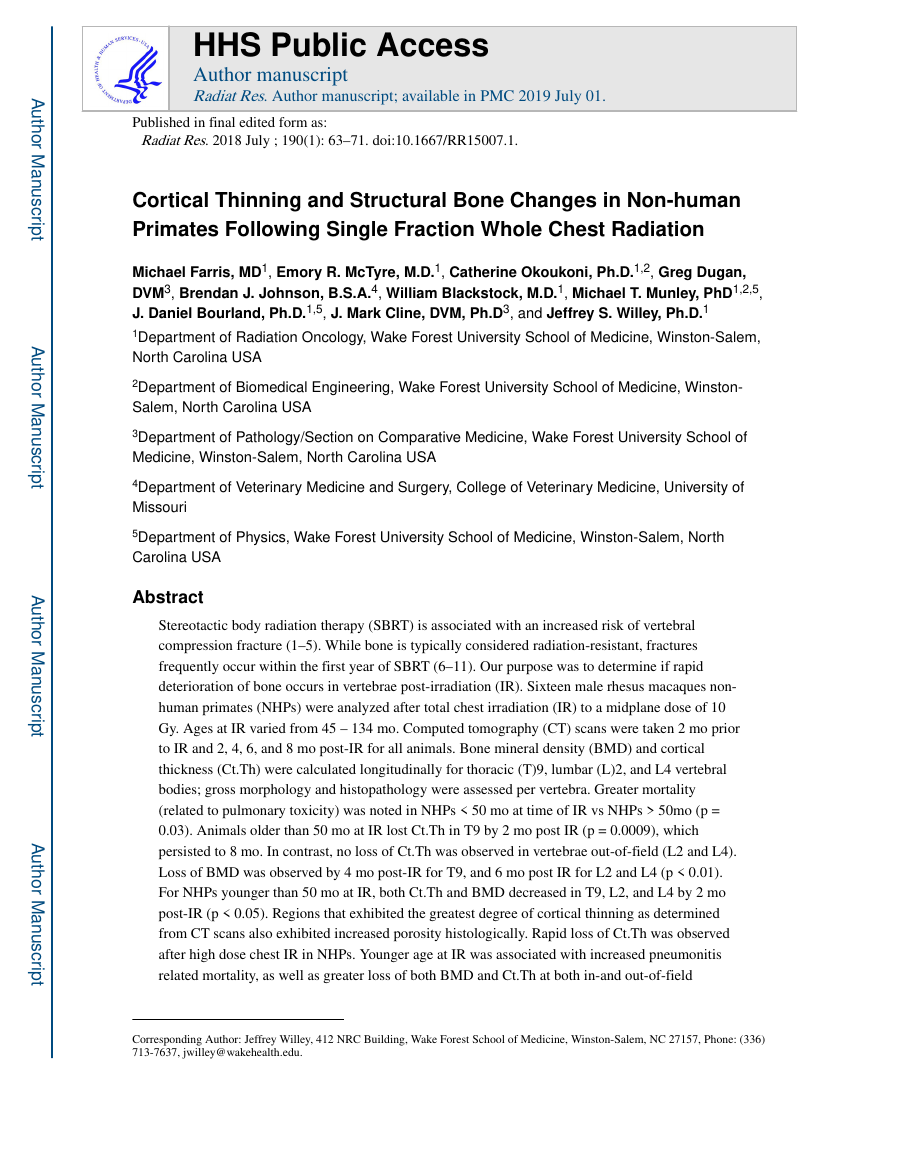 HHS Public Access
Author manuscript
Radiat Res. Author manuscript; available in PMC 2019 July 01.
Published in final edited form as:
Radiat Res. 2018 July ; 190(1): 63–71. doi:10.1667/RR15007.1.
Cortical Thinning and Structural Bone Changes in Non-human
Primates Following Single Fraction Whole Chest Radiation
Michael Farris, MD1, Emory R. McTyre, M.D.1, Catherine Okoukoni, Ph.D.1,2, Greg Dugan,
DVM3, Brendan J. Johnson, B.S.A.4, William Blackstock, M.D.1, Michael T. Munley, PhD1,2,5,
J. Daniel Bourland, Ph.D.1,5, J. Mark Cline, DVM, Ph.D3, and Jeffrey S. Willey, Ph.D.1
1Department of Radiation Oncology, Wake Forest University School of Medicine, Winston-Salem,
North Carolina USA
2Department of Biomedical Engineering, Wake Forest University School of Medicine, Winston-
Salem, North Carolina USA
3Department of Pathology/Section on Comparative Medicine, Wake Forest University School of
Medicine, Winston-Salem, North Carolina USA
4Department of Veterinary Medicine and Surgery, College of Veterinary Medicine, University of
Missouri
5Department of Physics, Wake Forest University School of Medicine, Winston-Salem, North
Carolina USA
Abstract
Stereotactic body radiation therapy (SBRT) is associated with an increased risk of vertebral
compression fracture (1–5). While bone is typically considered radiation-resistant, fractures
frequently occur within the first year of SBRT (6–11). Our purpose was to determine if rapid
deterioration of bone occurs in vertebrae post-irradiation (IR). Sixteen male rhesus macaques non-
human primates (NHPs) were analyzed after total chest irradiation (IR) to a midplane dose of 10
Gy. Ages at IR varied from 45 – 134 mo. Computed tomography (CT) scans were taken 2 mo prior
to IR and 2, 4, 6, and 8 mo post-IR for all animals. Bone mineral density (BMD) and cortical
thickness (Ct.Th) were calculated longitudinally for thoracic (T)9, lumbar (L)2, and L4 vertebral
bodies; gross morphology and histopathology were assessed per vertebra. Greater mortality
(related to pulmonary toxicity) was noted in NHPs < 50 mo at time of IR vs NHPs > 50mo (p =
0.03). Animals older than 50 mo at IR lost Ct.Th in T9 by 2 mo post IR (p = 0.0009), which
persisted to 8 mo. In contrast, no loss of Ct.Th was observed in vertebrae out-of-field (L2 and L4).
Loss of BMD was observed by 4 mo post-IR for T9, and 6 mo post IR for L2 and L4 (p < 0.01).
For NHPs younger than 50 mo at IR, both Ct.Th and BMD decreased in T9, L2, and L4 by 2 mo
post-IR (p < 0.05). Regions that exhibited the greatest degree of cortical thinning as determined
from CT scans also exhibited increased porosity histologically. Rapid loss of Ct.Th was observed
after high dose chest IR in NHPs. Younger age at IR was associated with increased pneumonitis
related mortality, as well as greater loss of both BMD and Ct.Th at both in-and out-of-field
Corresponding Author: Jeffrey Willey, 412 NRC Building, Wake Forest School of Medicine, Winston-Salem, NC 27157, Phone: (336)
713-7637, jwilley@wakehealth.edu.
Author Manuscript
Author Manuscript
Author Manuscript
Author Manuscript
DEPARTMENT OF HEALTH & HUMAN SERVICES · USA